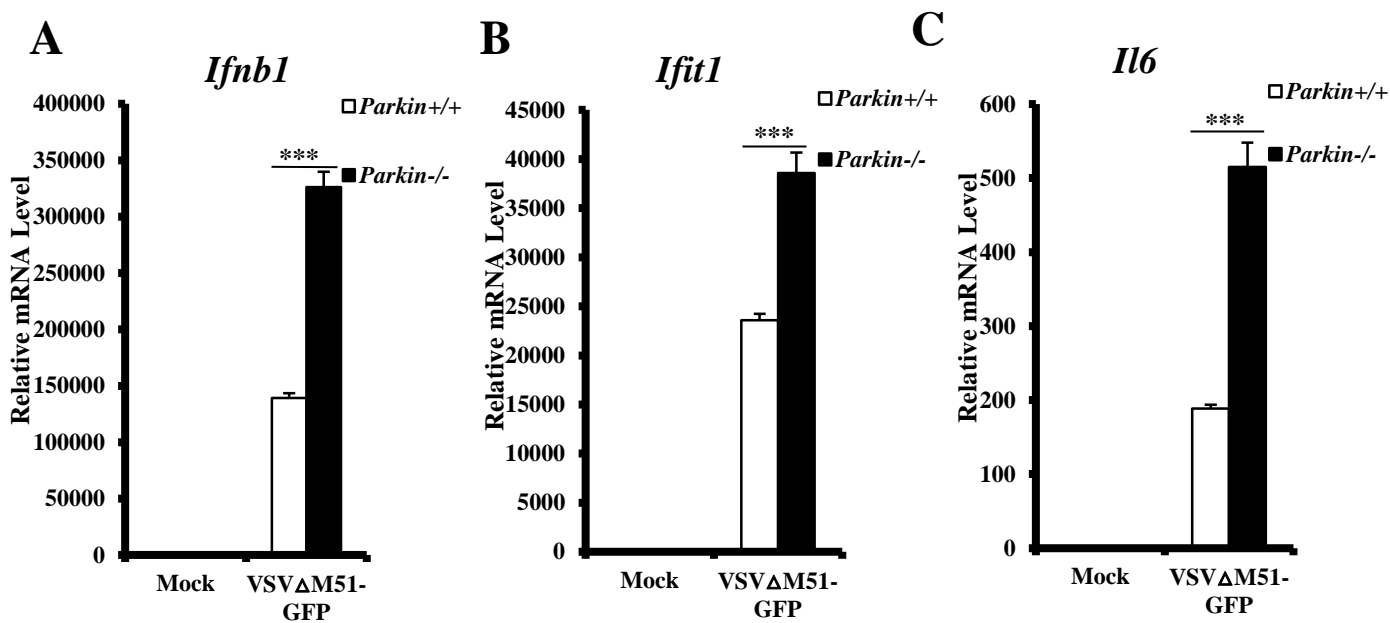 A
Ifnb1
Relative mRNA Level
400000
350000
300000
250000
200000
150000
100000
50000
0
***
Parkin+/+
Parkin-/-
Mock
VSVΔM51-
GFP
B
Ifit1
Relative mRNA Level
45000
40000
35000
30000
25000
20000
15000
10000
5000
0
***
Parkin+/+
Parkin-/-
Mock
VSVΔM51-
GFP
C
Il6
Relative mRNA Level
600
500
400
300
200
100
0
***
Parkin+/+
Parkin-/-
Mock
VSVΔM51-
GFP